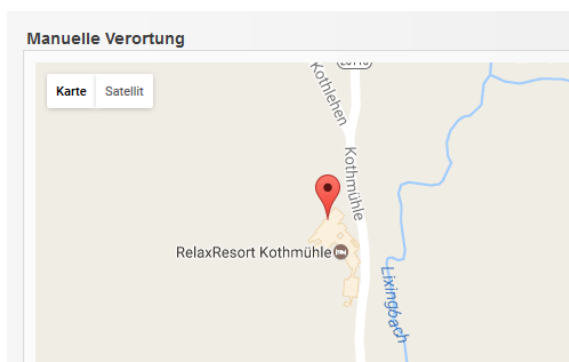 Manuelle Verortung
Karte Satellit
Kothlehen
Kothmühle
RelaxResort Kothmühle
Lixingbach